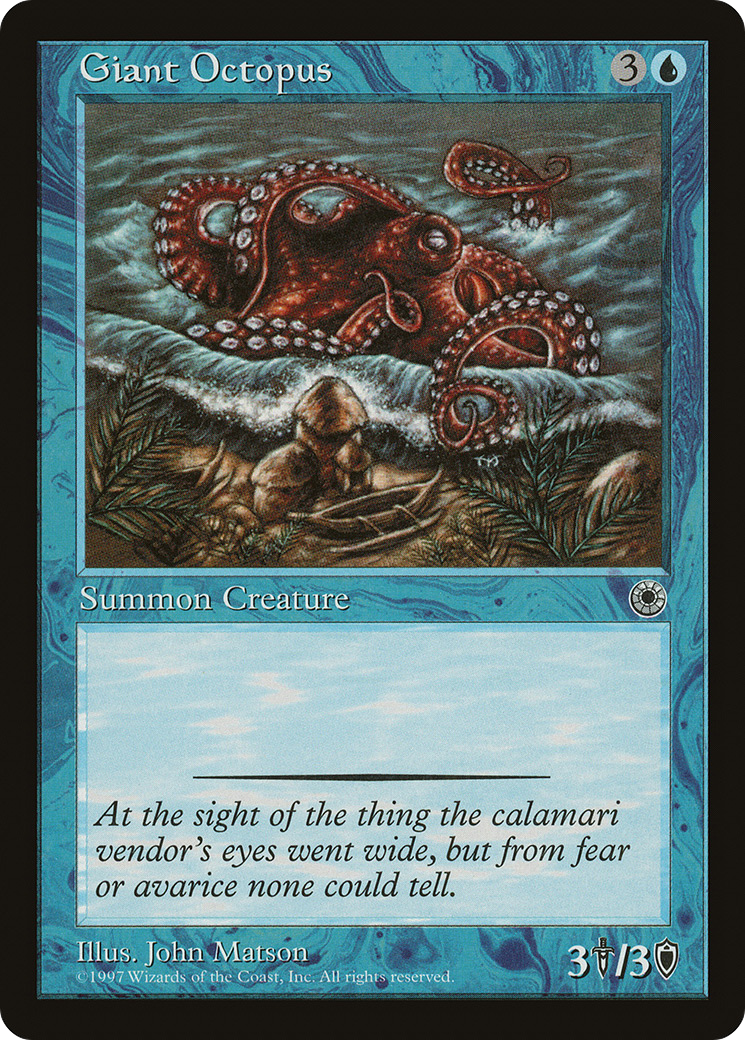 Giant Octopus 3
Summon Creature
At the sight of the thing the calamari
vendor's eyes went wide, but from fear
or avarice none could tell.
Illus. John Matson
©1997 Wizards of the Coast, Inc. All rights reserved.
3/3